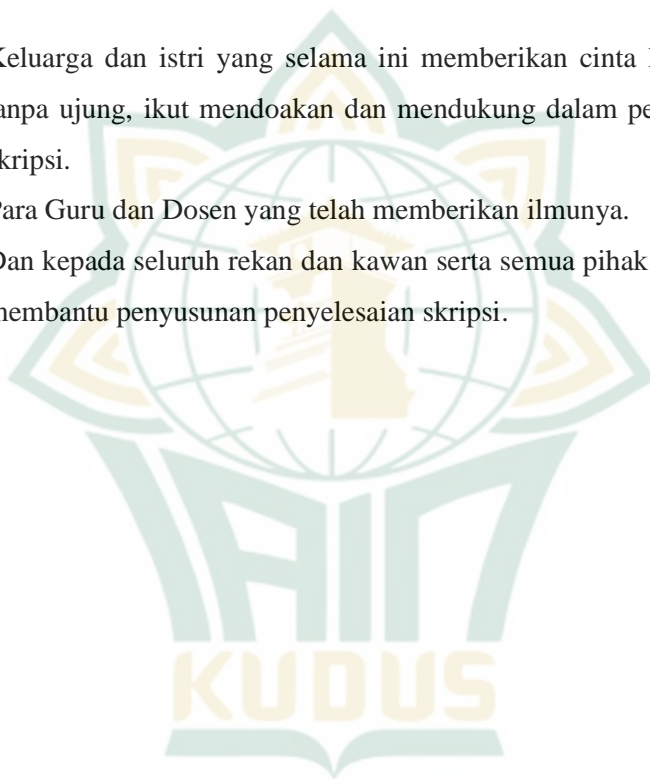 Keluarga dan istri yang selama ini memberikan cinta
anpa ujung, ikut mendoakan dan mendukung dalam pe
kripsi.
Para Guru dan Dosen yang telah memberikan ilmunya.
Dan kepada seluruh rekan dan kawan serta semua pihak
membantu penyusunan penyelesaian skripsi.
IAIN
KUDUS